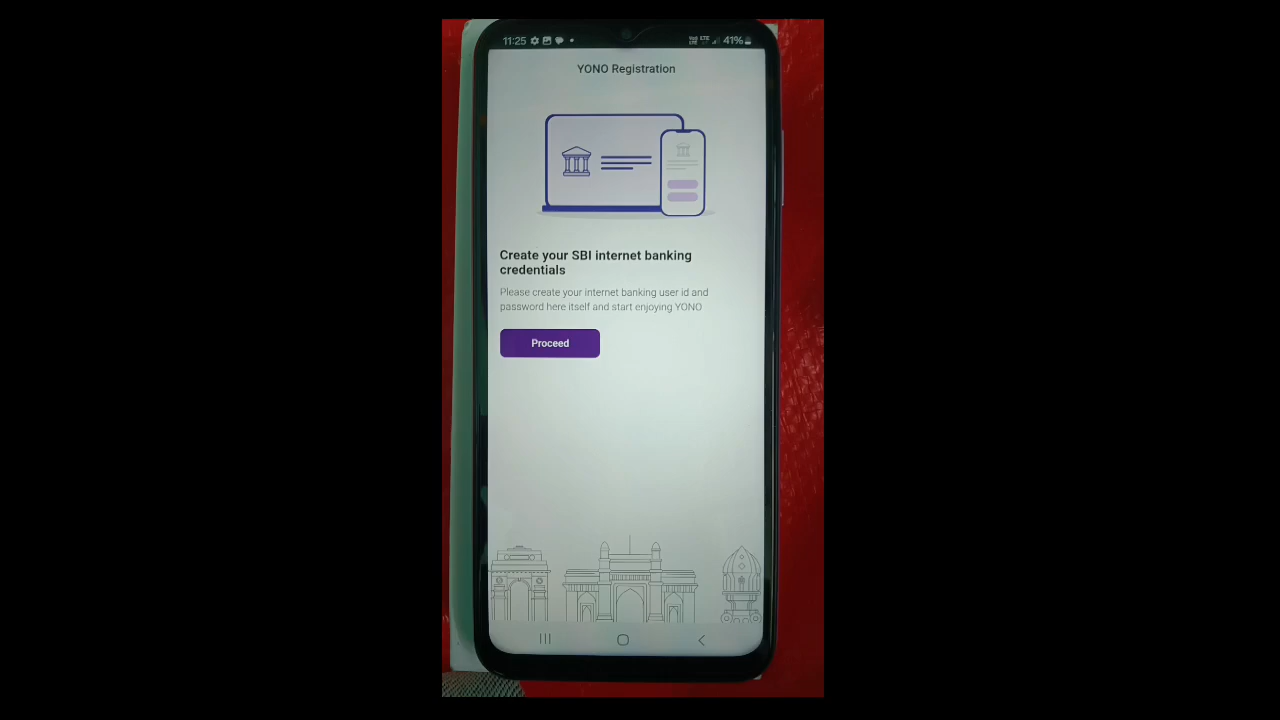 11:25
41%
YONO Registration
Create your SBI internet banking
credentials
Please create your internet banking user id and
password here itself and start enjoying YONO
Proceed